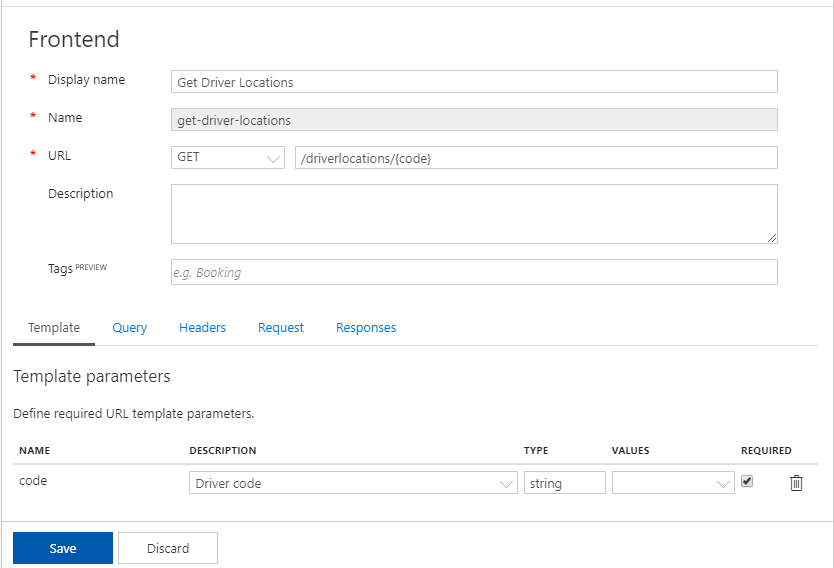 Frontend
* Display name Get Driver Locations
* Name get-driver-locations
* URL GET /driverlocations/{code}
Description
Tags PREVIEW e.g. Booking
Template Query Headers Request Responses
Template parameters
Define required URL template parameters.
NAME DESCRIPTION TYPE VALUES REQUIRED
code Driver code string
Save Discard